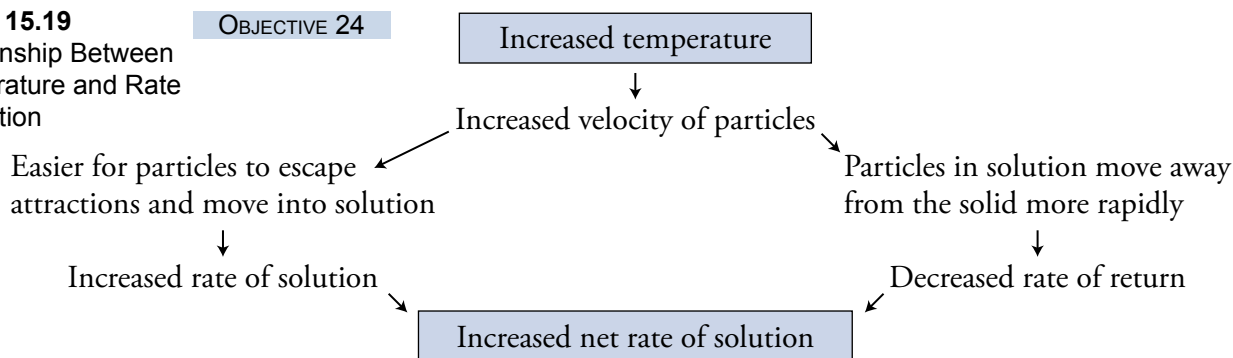 15.19
nship Between
rature and Rate
tion
OBJECTIVE 24
Increased temperature
Increased velocity of particles
Easier for particles to escape
attractions and move into solution
Particles in solution move away
from the solid more rapidly
Increased rate of solution
Decreased rate of return
Increased net rate of solution